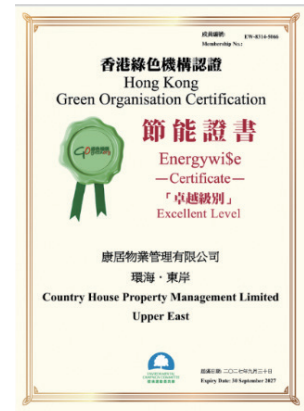 成員編號: EW-8314-H66
Membership No.:
香港綠色機構認證
Hong Kong
Green Organisation Certification
節能證書
Energywi$e
—Certificate—
「卓越級別」
Excellent Level
康居物業管理有限公司
環海·東岸
Country House Property Management Limited
Upper East
屆滿日期: 二〇二七年九月三十日
Expiry Date: 30 September 2027